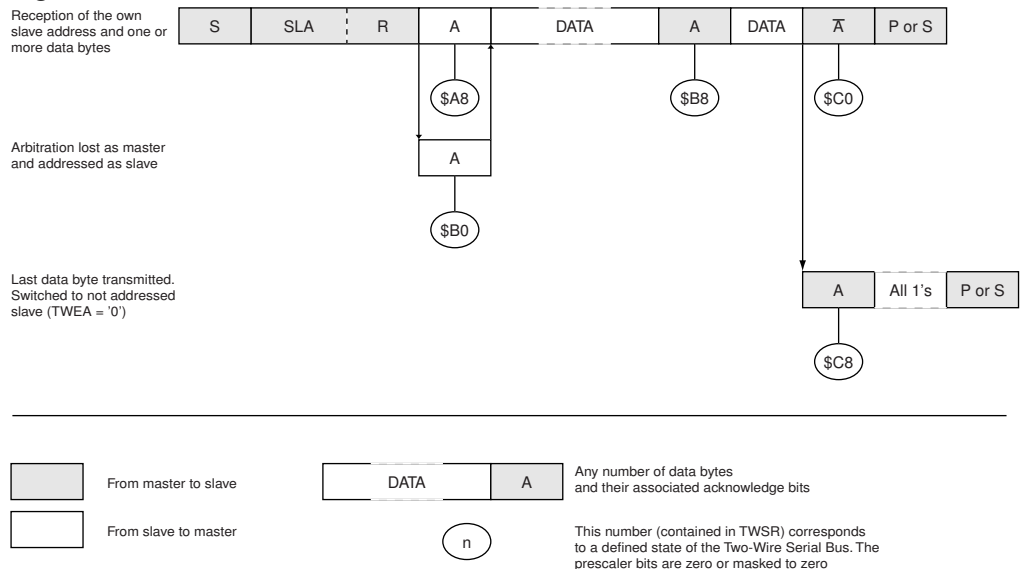 Reception of the own
slave address and one or
more data bytes
S SLA R A DATA A DATA A̅ P or S
$A8 $B8 $C0
Arbitration lost as master
and addressed as slave
A
$B0
Last data byte transmitted.
Switched to not addressed
slave (TWEA = '0')
A All 1's P or S
$C8
From master to slave
DATA A
Any number of data bytes
and their associated acknowledge bits
From slave to master
n
This number (contained in TWSR) corresponds
to a defined state of the Two-Wire Serial Bus. The
prescaler bits are zero or masked to zero